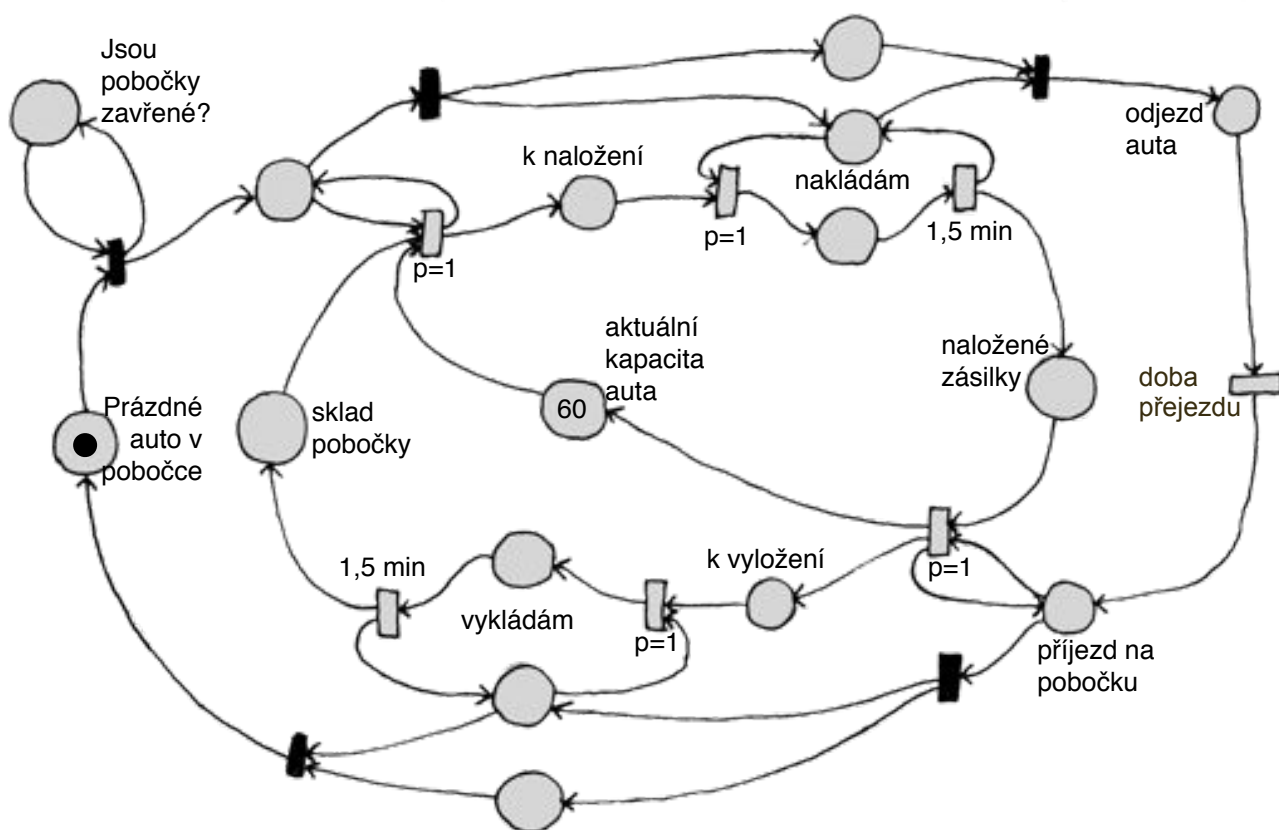 Jsou
pobočky
zavřené?
k naložení
nakládám
odjezd
auta
p=1
1,5 min
p=1
aktuální
kapacita
auta
naložené
zásilky
doba
přejezdu
60
Prázdné
auto v
pobočce
sklad
pobočky
1,5 min
k vyložení
p=1
vykládám
p=1
příjezd na
pobočku